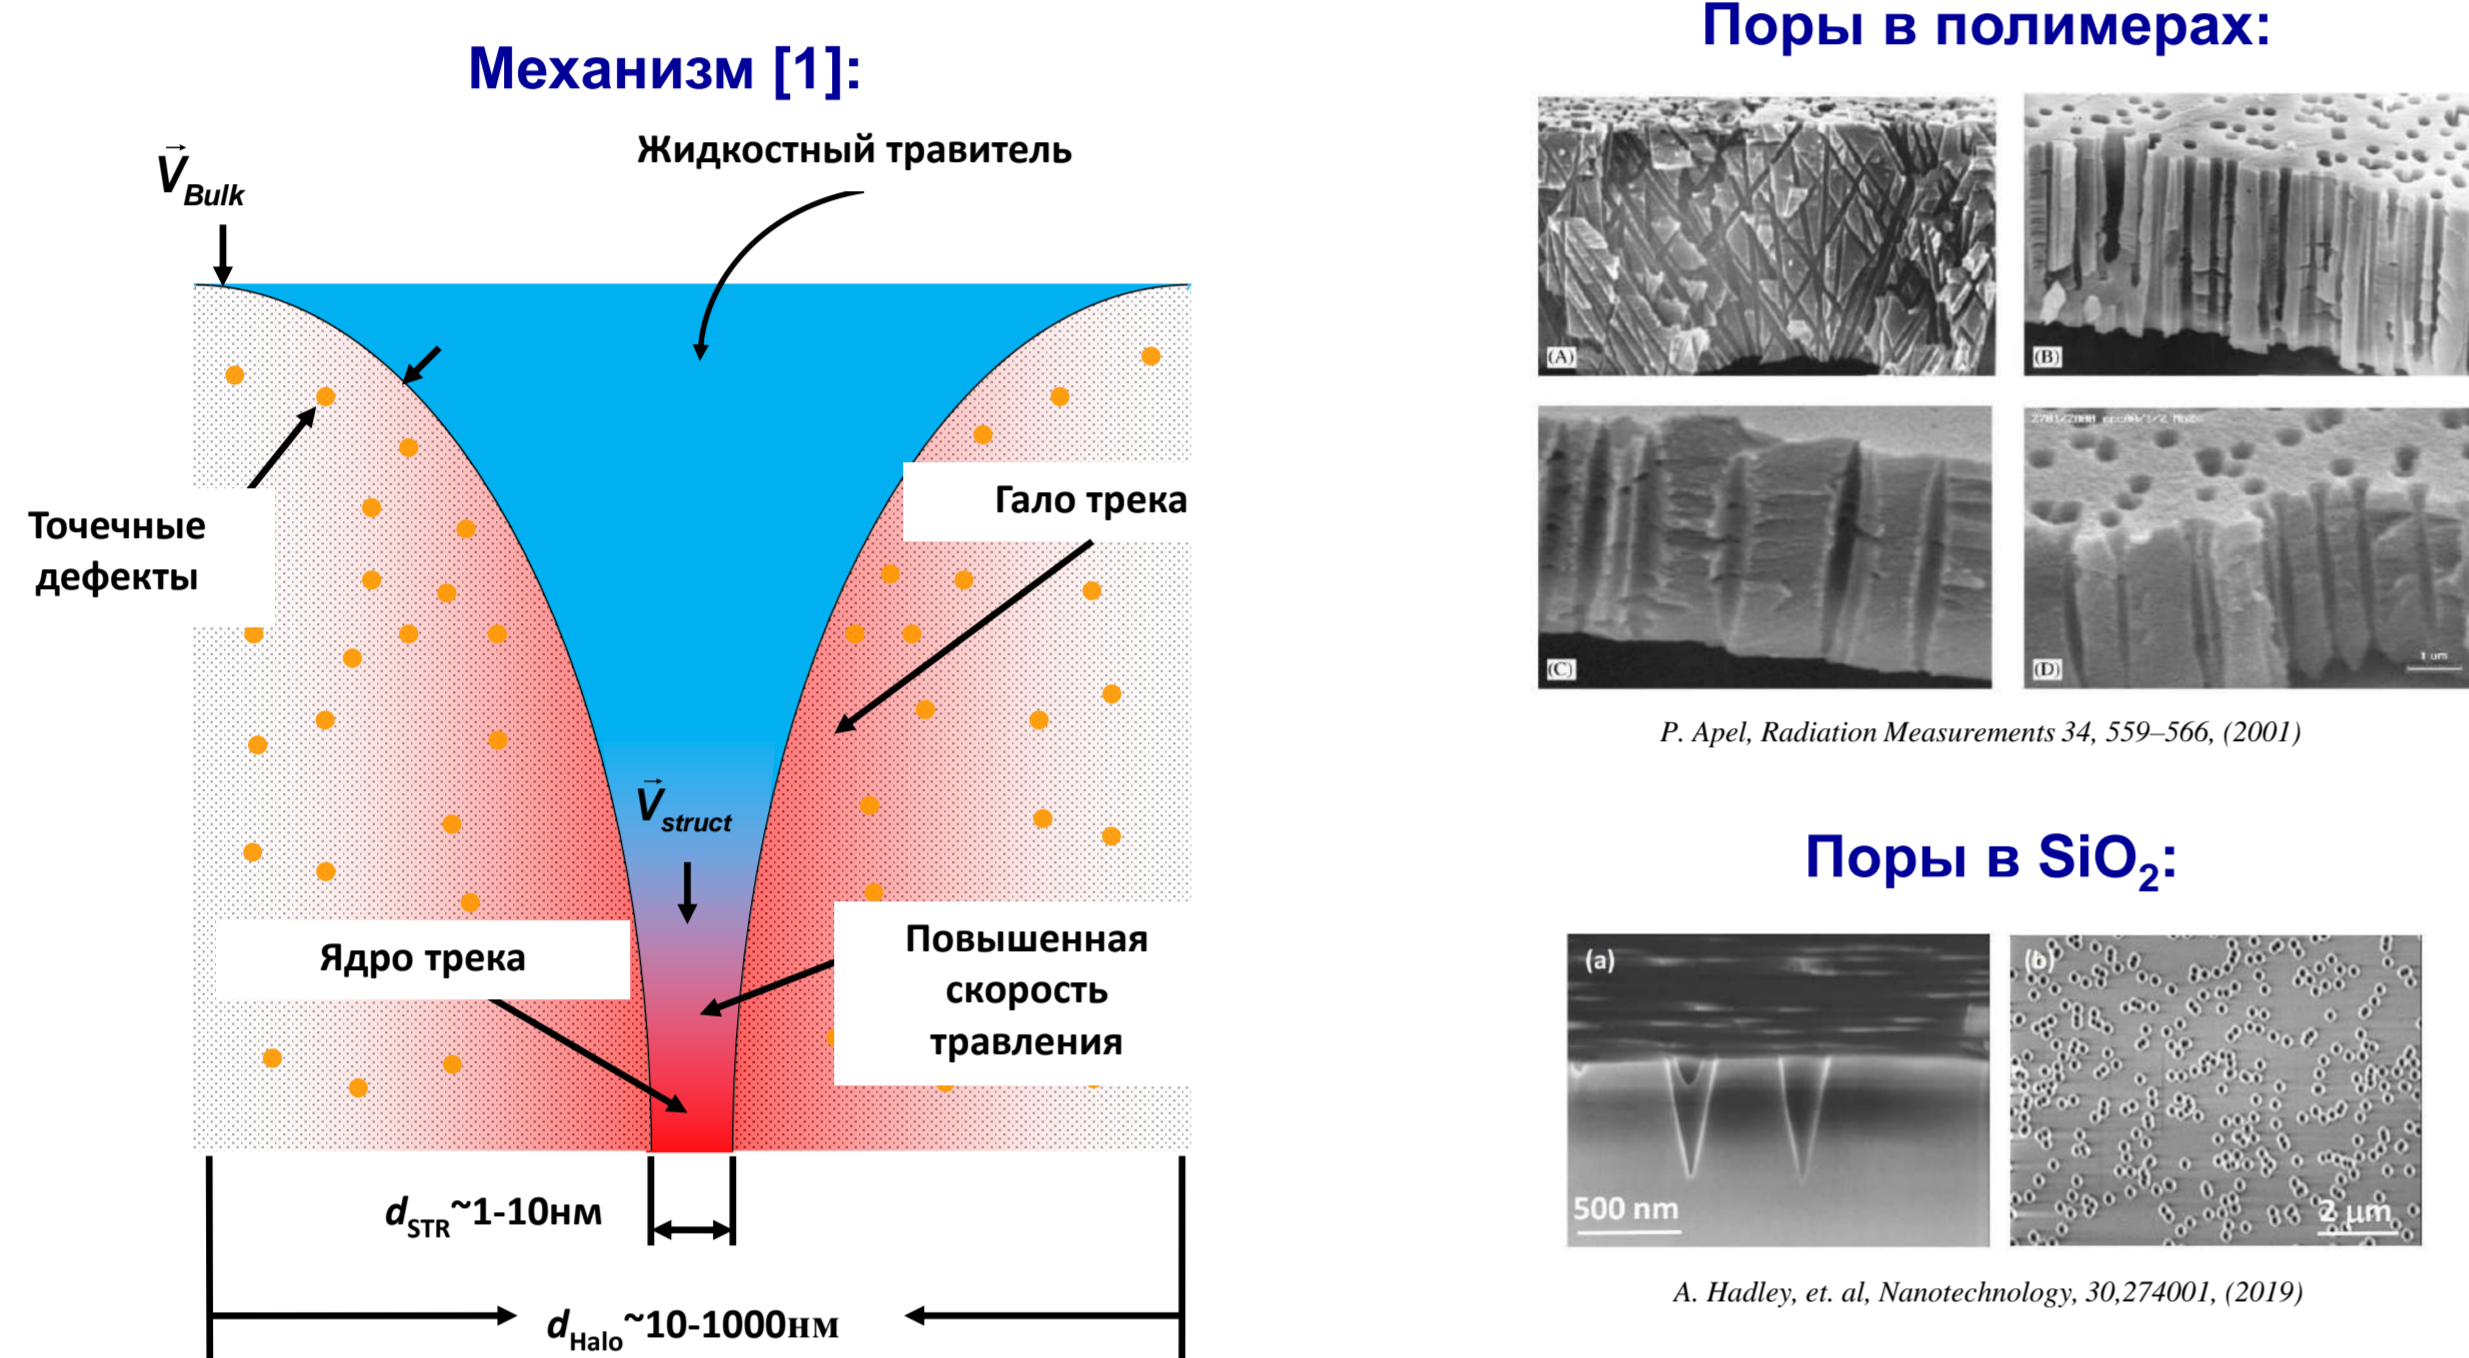 Механизм [1]:
Жидкостный травитель
V Bulk
Точечные
дефекты
Гало трека
V struct
Ядро трека
Повышенная
скорость
травления
dSTR~1-10нм
dHalo~10-1000нм
Поры в полимерах:
(A)
(B)
(C)
(D)
1 um
P. Apel, Radiation Measurements 34, 559–566, (2001)
Поры в SiO2:
(a)
500 nm
(b)
2 µm
A. Hadley, et. al, Nanotechnology, 30,274001, (2019)